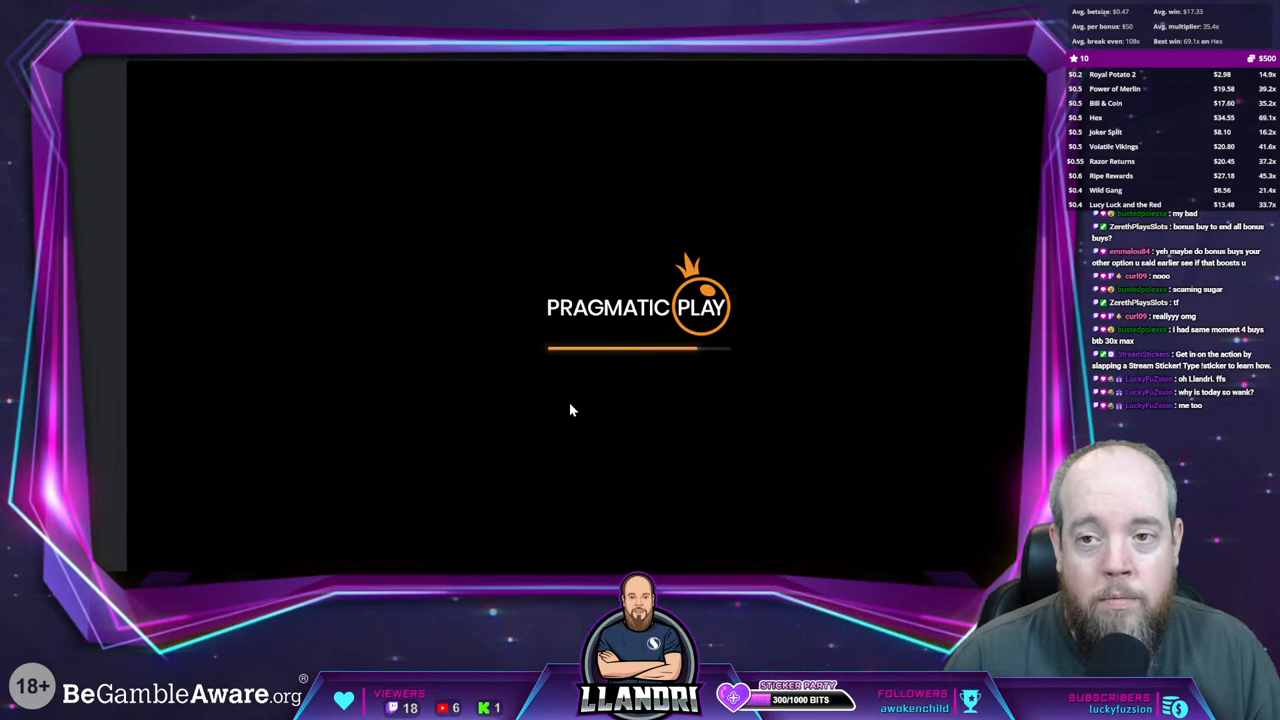 Avg. betsize: $0.47 Avg. win: $17.33
Avg. per bonus: $50 Avg. multiplier: 35.4x
Avg. break even: 108x Best win: 69.1x on Hex
10 $500
$0.2 Royal Potato 2 $2.98 14.9x
$0.5 Power of Merlin $19.58 39.2x
$0.5 Bill & Coin $17.60 35.2x
$0.5 Hex $34.55 69.1x
$0.5 Joker Split $8.10 16.2x
$0.5 Volatile Vikings $20.80 41.6x
$0.55 Razor Returns $20.45 37.2x
$0.6 Ripe Rewards $27.18 45.3x
$0.4 Wild Gang $8.56 21.4x
$0.4 Lucy Luck and the Red $13.48 33.7x
bustedpolexxx : my bad
ZerethPlaysSlots : bonus buy to end all bonus
buys?
emmalou84 : yeh maybe do bonus buys your
other option u said earlier see if that boosts u
curl09 : nooo
bustedpolexxx : scaming sugar
ZerethPlaysSlots : tf
curl09 : reallyyy omg
bustedpolexxx : I had same moment 4 buys
btb 30x max
StreamStickers : Get in on the action by
slapping a Stream Sticker! Type !sticker to learn how.
LuckyFuZsion : oh Llandri. ffs
LuckyFuZsion : why is today so wank?
LuckyFuZsion : me too
PRAGMATIC PLAY
18+ BeGambleAware.org ®
VIEWERS
18 6 1
LLANDRI
STICKER PARTY
300/1000 BITS
FOLLOWERS
awokenchild
SUBSCRIBERS
luckyfuzsion